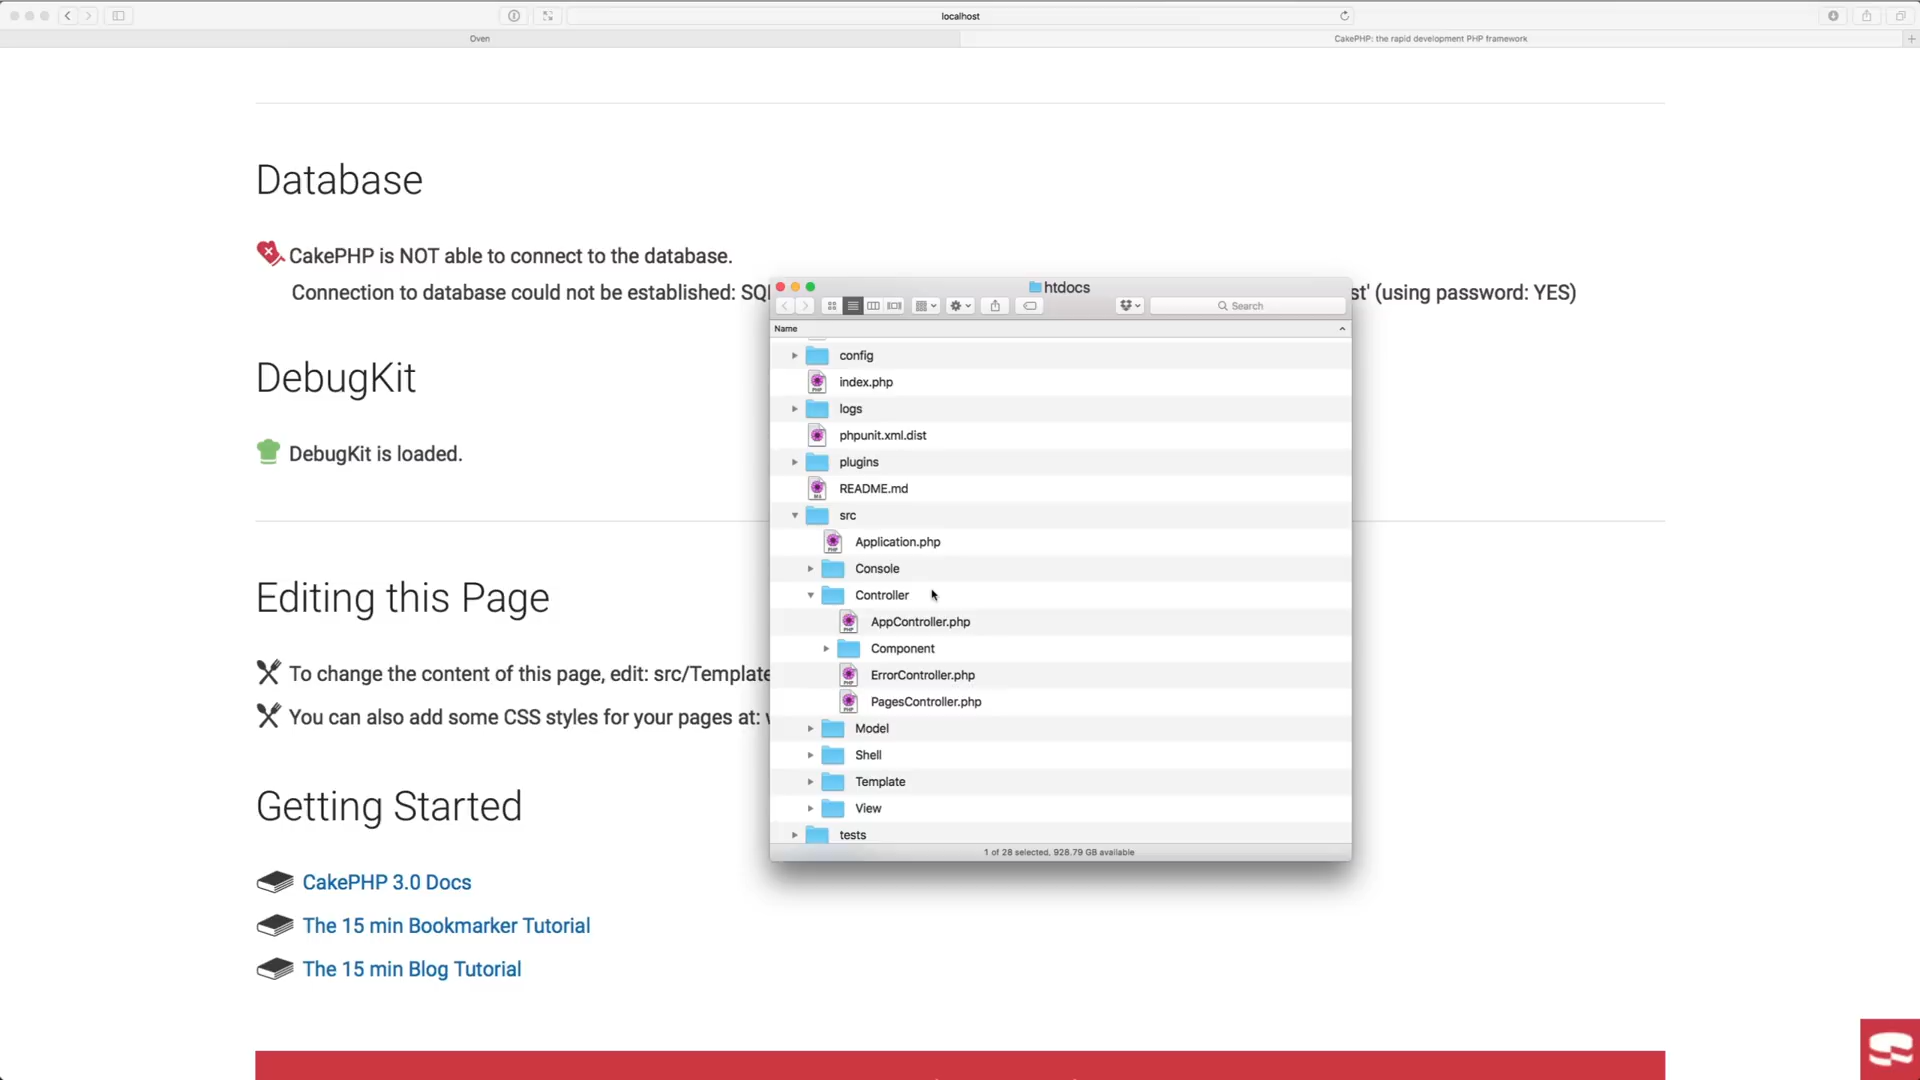 localhost
Oven
CakePHP: the rapid development PHP framework
Database
CakePHP is NOT able to connect to the database.
Connection to database could not be established: SQ
st' (using password: YES)
DebugKit
DebugKit is loaded.
Editing this Page
To change the content of this page, edit: src/Template
You can also add some CSS styles for your pages at:
Getting Started
CakePHP 3.0 Docs
The 15 min Bookmarker Tutorial
The 15 min Blog Tutorial
htdocs
Search
Name
config
index.php
logs
phpunit.xml.dist
plugins
README.md
src
Application.php
Console
Controller
AppController.php
Component
ErrorController.php
PagesController.php
Model
Shell
Template
View
tests
1 of 28 selected, 928.79 GB available